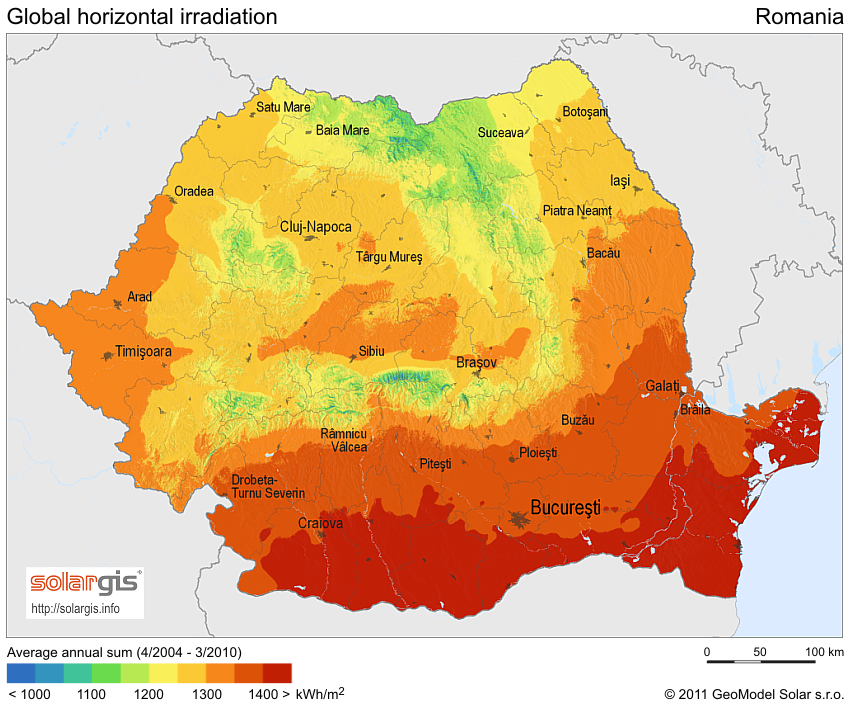 Global horizontal irradiation
Romania
Satu Mare
Baia Mare
Botoşani
Suceava
Oradea
Iaşi
Piatra Neamt
Cluj-Napoca
Târgu Mureş
Bacău
Arad
Timişoara
Sibiu
Braşov
Galaţi
Brăila
Buzău
Râmnicu
Vâlcea
Ploieşti
Piteşti
Drobeta-
Turnu Severin
Bucureşti
Craiova
solargis
http://solargis.info
Average annual sum (4/2004 - 3/2010)
< 1000 1100 1200 1300 1400 > kWh/m²
0 50 100 km
© 2011 GeoModel Solar s.r.o.